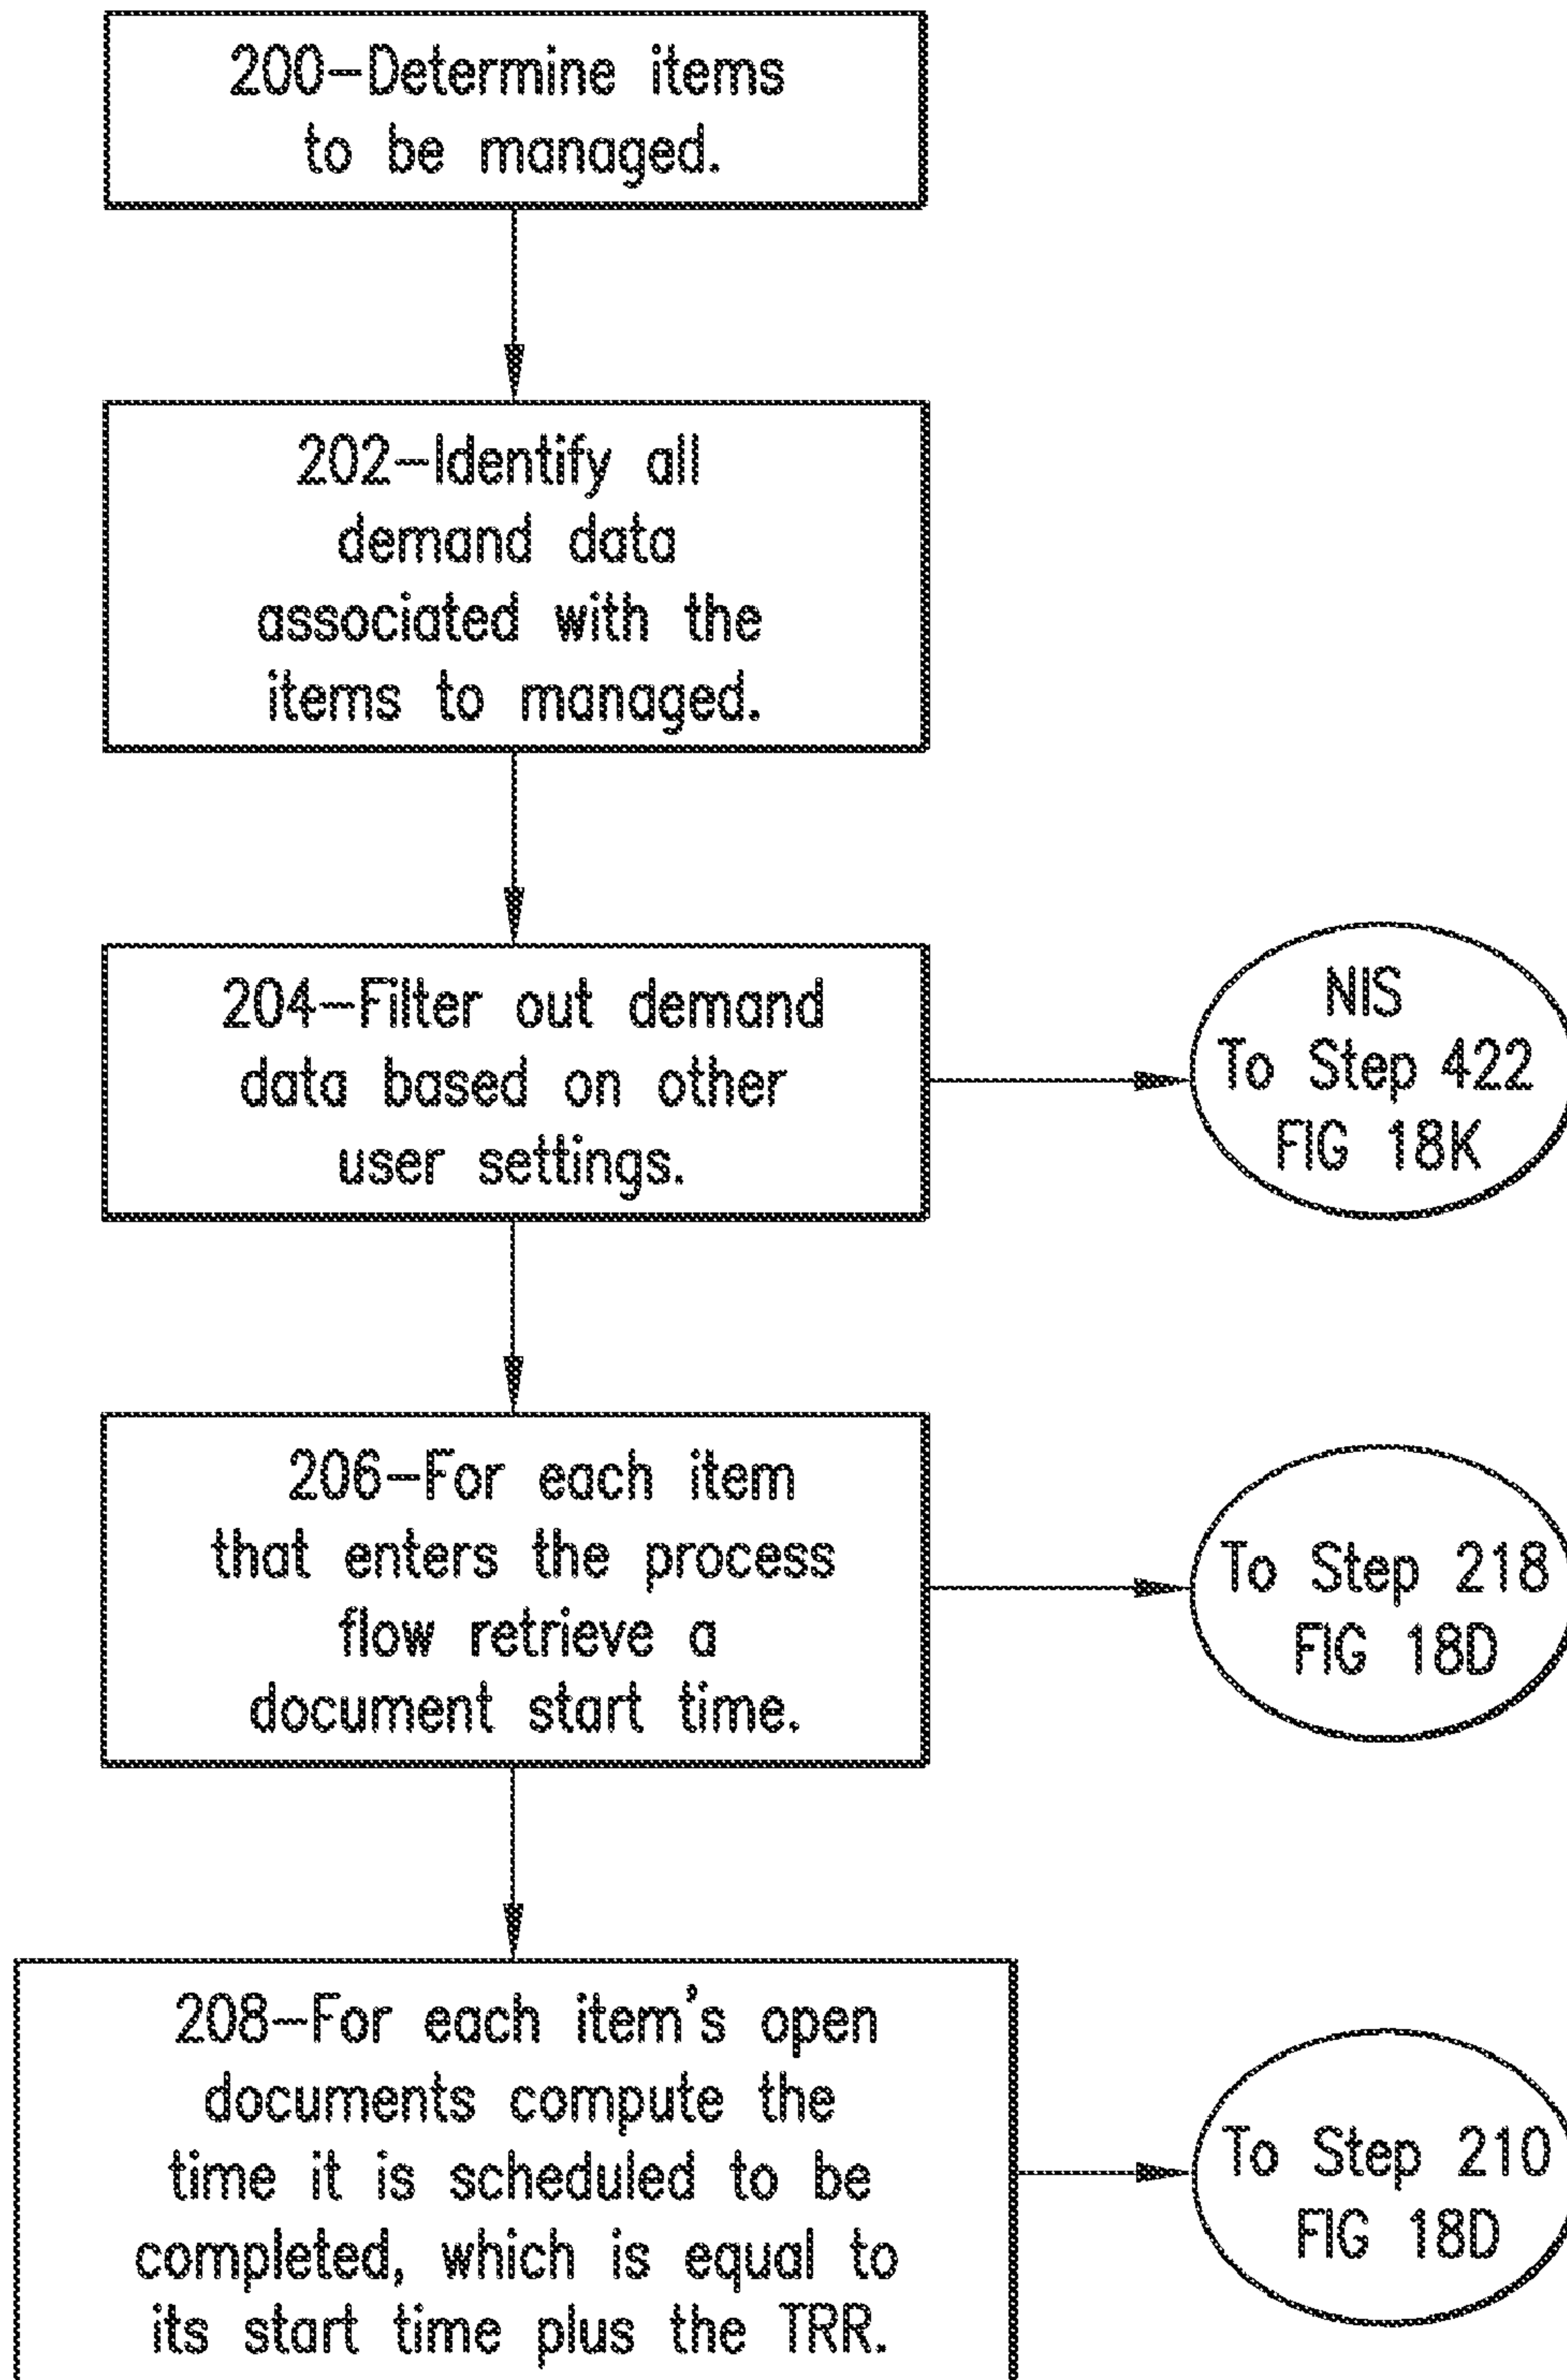 200-Determine items
to be managed.
202-Identify all
demand data
associated with the
items to managed.
204-Filter out demand
data based on other
user settings.
NIS
To Step 422
FIG 18K
206-For each item
that enters the process
flow retrieve a
document start time.
To Step 218
FIG 18D
208-For each item's open
documents compute the
time it is scheduled to be
completed, which is equal to
its start time plus the TRR.
To Step 210
FIG 18D